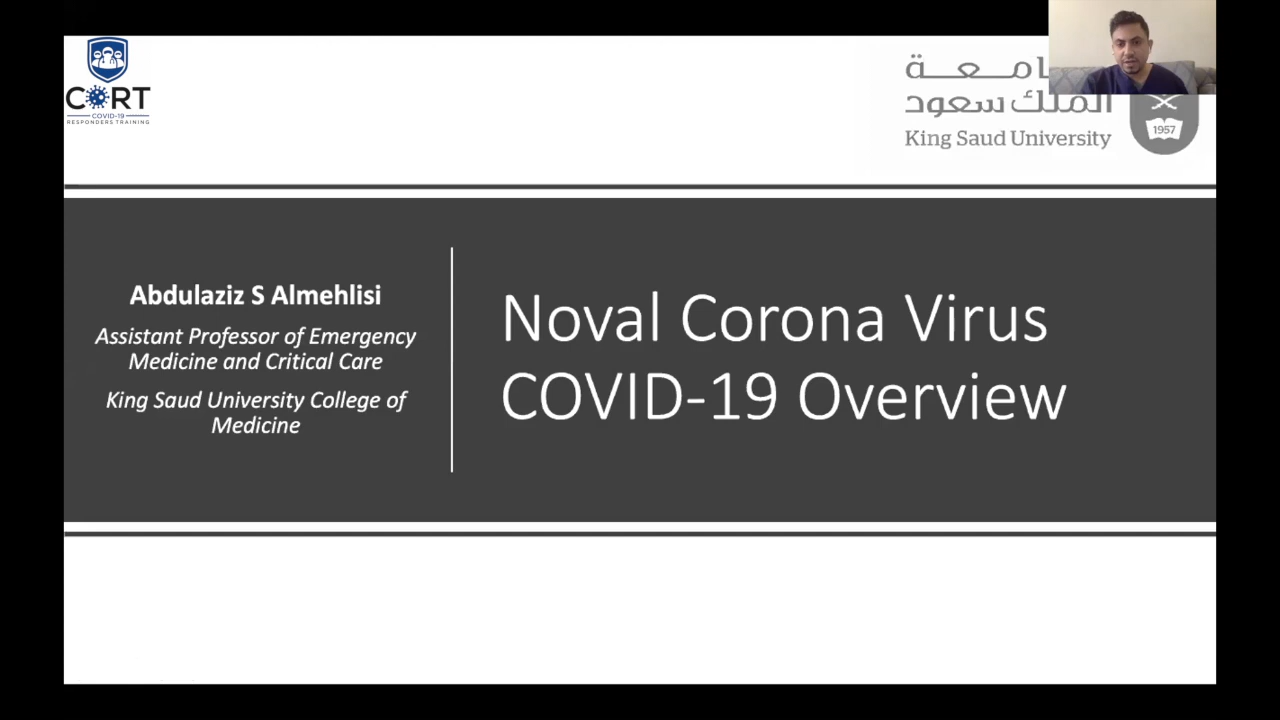 CORT
COVID-19
RESPONDERS TRAINING
الملك سعود
King Saud University
1957
Abdulaziz S Almehlisi
Assistant Professor of Emergency
Medicine and Critical Care
King Saud University College of
Medicine
Noval Corona Virus
COVID-19 Overview